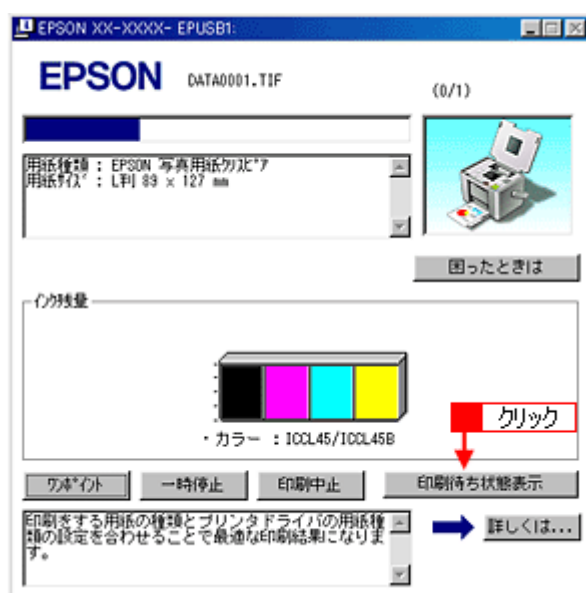 EPSON XX-XXXX- EPUSB1:
EPSON DATA0001.TIF
(0/1)
用紙種類 : EPSON 写真用紙クリスピア
用紙サイズ : L判 89 x 127 mm
困ったときは
インク残量
・カラー : ICCL45/ICCL45B
クリック
ワンポイント
一時停止
印刷中止
印刷待ち状態表示
印刷をする用紙の種類とプリンタドライバの用紙種
類の設定を合わせることで最適な印刷結果になりま
す。
詳しくは...